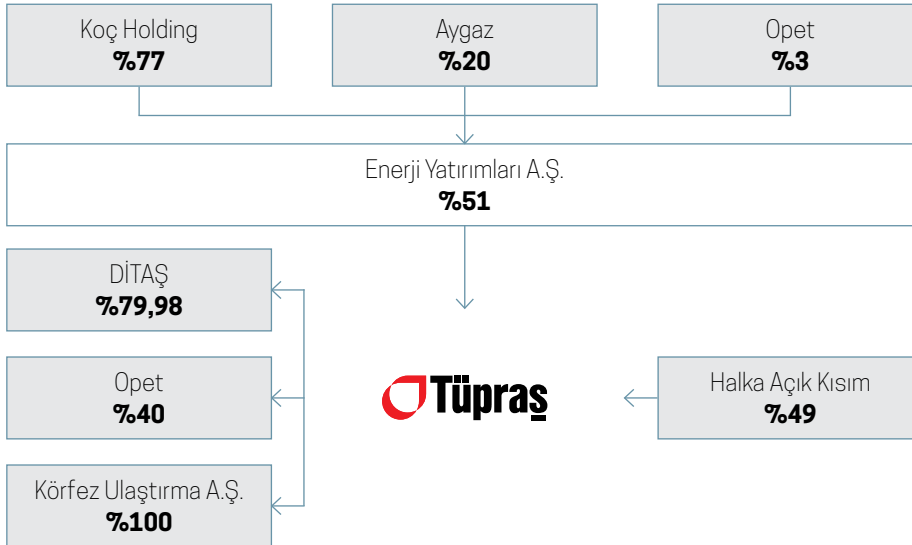 Koç Holding
%77
Aygaz
%20
Opet
%3
Enerji Yatırımları A.Ş.
%51
DİTAŞ
%79,98
Opet
%40
Körfez Ulaştırma A.Ş.
%100
Tüpraş
Halka Açık Kısım
%49